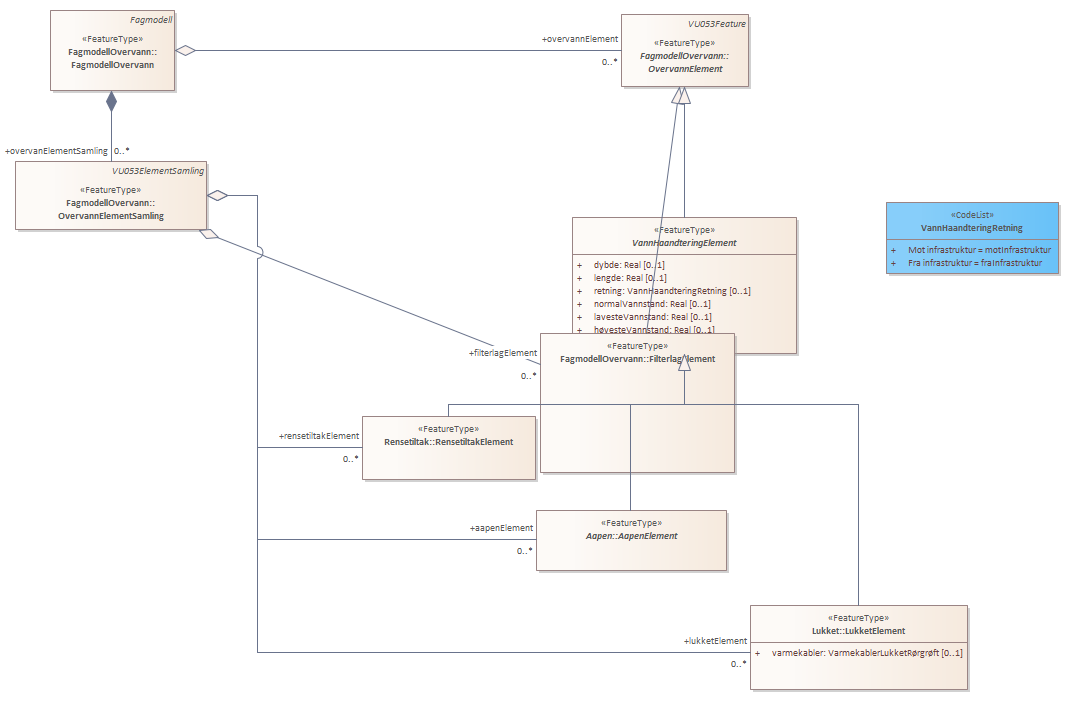 Fagmodell
«FeatureType»
FagmodellOvervann::
FagmodellOvervann
+overvannElement
0..*
VU053Feature
«FeatureType»
FagmodellOvervann::
OvervannElement
+overvanElementSamling
0..*
VU053ElementSamling
«FeatureType»
FagmodellOvervann::
OvervannElementSamling
«FeatureType»
VannHaandteringElement
+ dybde: Real [0..1]
+ lengde: Real [0..1]
+ retning: VannHaandteringRetning [0..1]
+ normalVannstand: Real [0..1]
+ lavesteVannstand: Real [0..1]
+ høvesteVannstand: Real [0..1]
«CodeList»
VannHaandteringRetning
+ Mot infrastruktur = motInfrastruktur
+ Fra infrastruktur = fraInfrastruktur
+filterlagElement
0..*
«FeatureType»
FagmodellOvervann::FilterlagElement
+rensetiltakElement
0..*
«FeatureType»
Rensetiltak::RensetiltakElement
+aapenElement
0..*
«FeatureType»
Aapen::AapenElement
+lukketElement
0..*
«FeatureType»
Lukket::LukketElement
+ varmekabler: VarmekablerLukketRørgrøft [0..1]